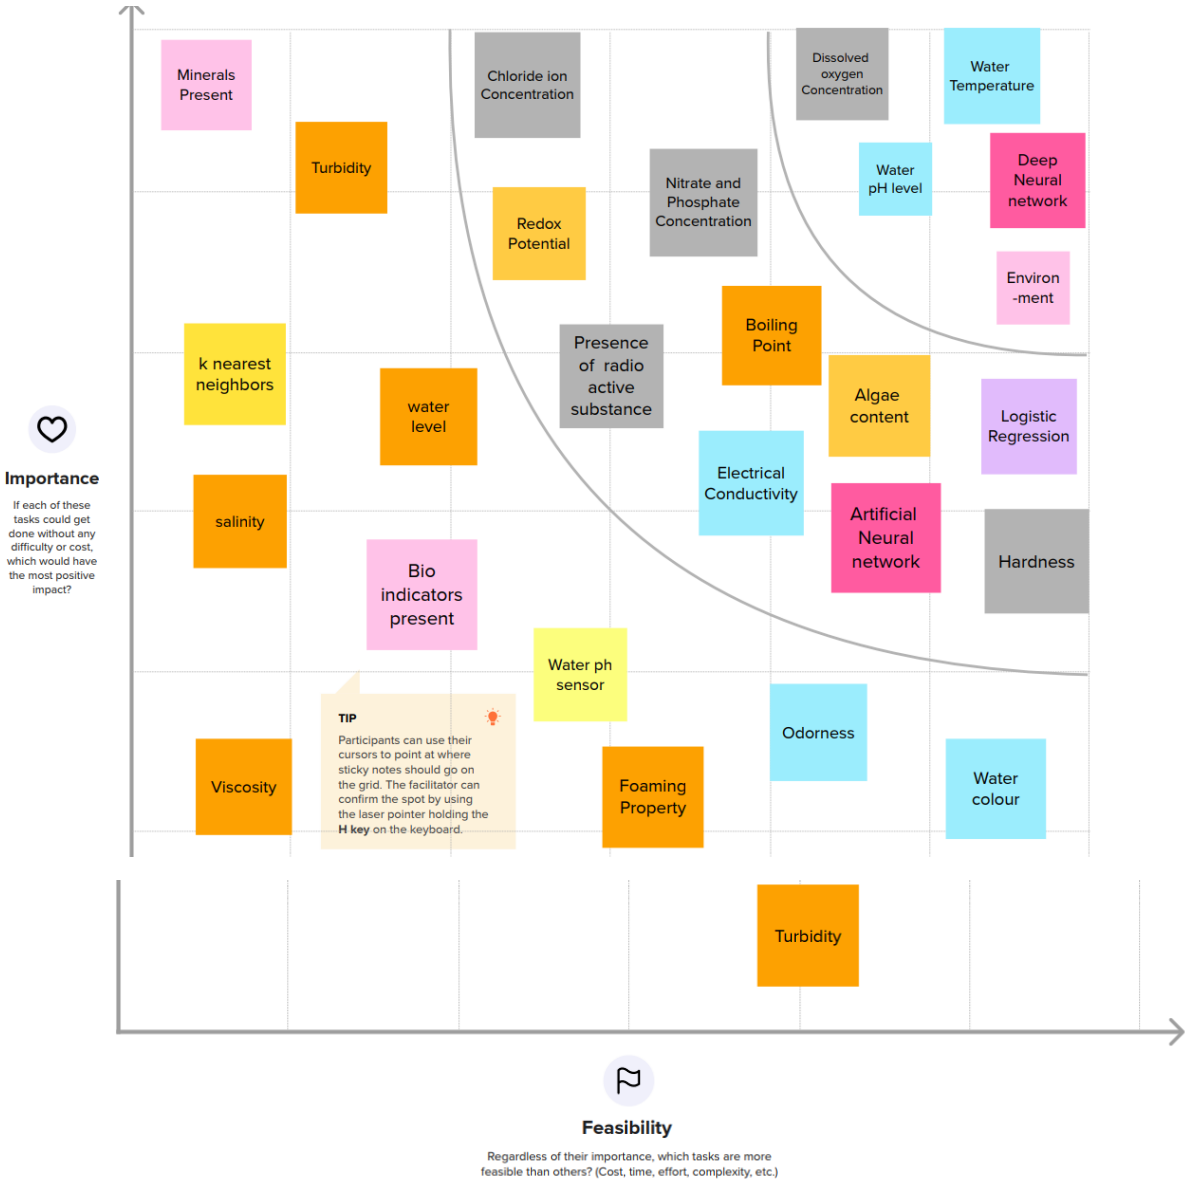 Minerals
Present
Turbidity
Chloride ion
Concentration
Dissolved
oxygen
Concentration
Water
Temperature
Water
pH level
Deep
Neural
network
Nitrate and
Phosphate
Concentration
Redox
Potential
Environ
-ment
Boiling
Point
Presence
of radio
active
substance
k nearest
neighbors
water
level
Algae
content
Logistic
Regression
Electrical
Conductivity
Artificial
Neural
network
Hardness
salinity
Bio
indicators
present
Importance
If each of these
tasks could get
done without any
difficulty or cost,
which would have
the most positive
impact?
Water ph
sensor
TIP
Participants can use their
cursors to point at where
sticky notes should go on
the grid. The facilitator can
confirm the spot by using
the laser pointer holding the
H key on the keyboard.
Odorness
Viscosity
Foaming
Property
Water
colour
Turbidity
Feasibility
Regardless of their importance, which tasks are more
feasible than others? (Cost, time, effort, complexity, etc.)